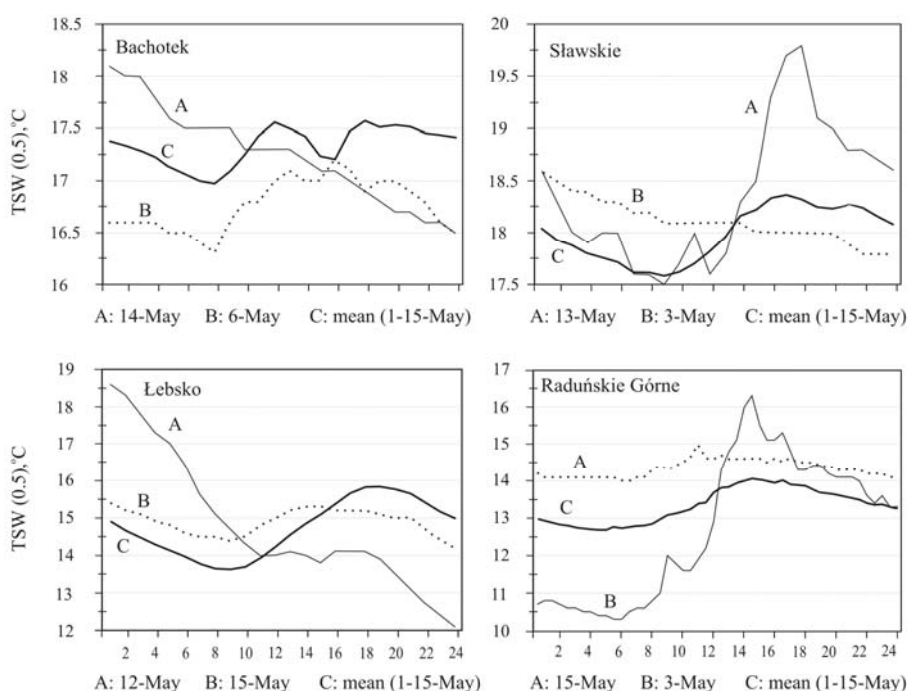 18.5
18
17.5
17
16.5
16
TSW (0.5),°C
Bachotek
A
C
B
A: 14-May B: 6-May C: mean (1-15-May)
20
19.5
19
18.5
18
17.5
Sławskie
A
B
C
A: 13-May B: 3-May C: mean (1-15-May)
19
18
17
16
15
14
13
12
TSW (0.5),°C
Łebsko
A
B
C
2 4 6 8 10 12 14 16 18 20 22 24
A: 12-May B: 15-May C: mean (1-15-May)
17
16
15
14
13
12
11
10
Raduńskie Górne
A
C
B
2 4 6 8 10 12 14 16 18 20 22 24
A: 15-May B: 3-May C: mean (1-15-May)